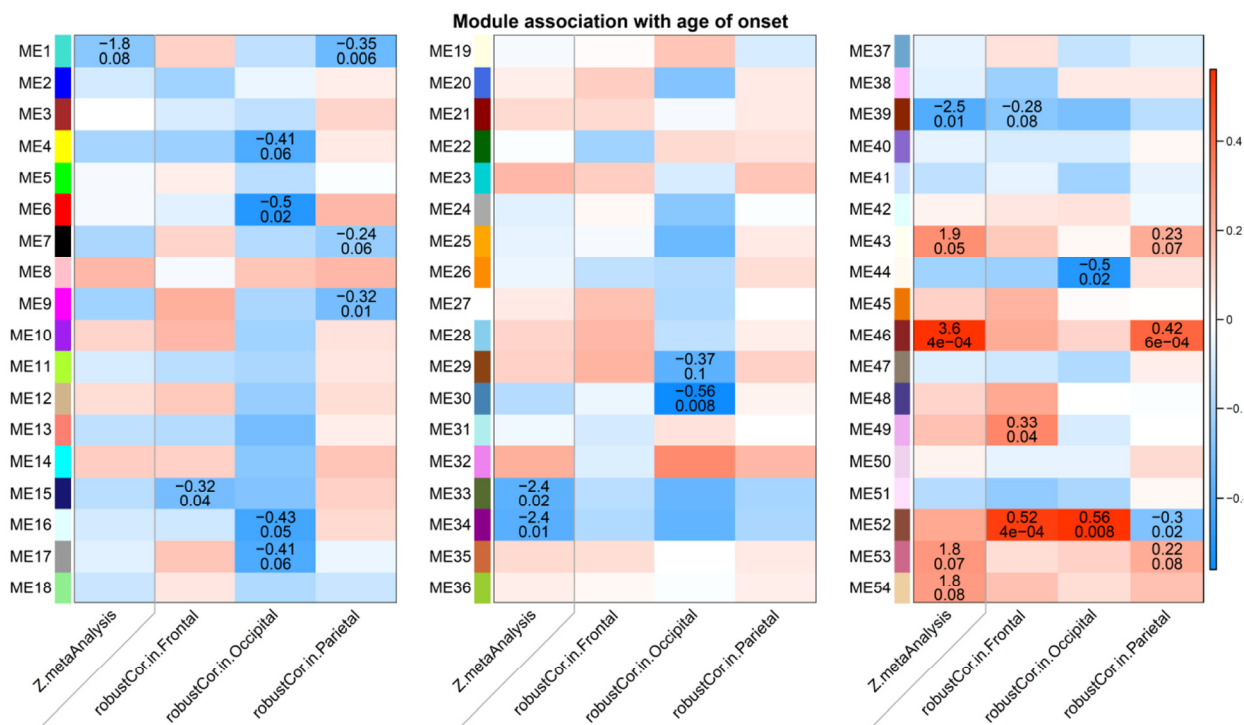 Module association with age of onset
ME1
−1.8
0.08
−0.35
0.006
ME2
ME3
ME4
−0.41
0.06
ME5
ME6
−0.5
0.02
ME7
−0.24
0.06
ME8
ME9
−0.32
0.01
ME10
ME11
ME12
ME13
ME14
ME15
−0.32
0.04
ME16
−0.43
0.05
ME17
−0.41
0.06
ME18
Z.metaAnalysis
robustCor.in.Frontal
robustCor.in.Occipital
robustCor.in.Parietal
ME19
ME20
ME21
ME22
ME23
ME24
ME25
ME26
ME27
ME28
ME29
−0.37
0.1
ME30
−0.56
0.008
ME31
ME32
ME33
−2.4
0.02
ME34
−2.4
0.01
ME35
ME36
Z.metaAnalysis
robustCor.in.Frontal
robustCor.in.Occipital
robustCor.in.Parietal
ME37
ME38
ME39
−2.5
0.01
−0.28
0.08
ME40
ME41
ME42
ME43
1.9
0.05
0.23
0.07
ME44
−0.5
0.02
ME45
ME46
3.6
4e−04
0.42
6e−04
ME47
ME48
ME49
0.33
0.04
ME50
ME51
ME52
0.52
4e−04
0.56
0.008
−0.3
0.02
ME53
1.8
0.07
0.22
0.08
ME54
1.8
0.08
Z.metaAnalysis
robustCor.in.Frontal
robustCor.in.Occipital
robustCor.in.Parietal
0.4
0.2
0